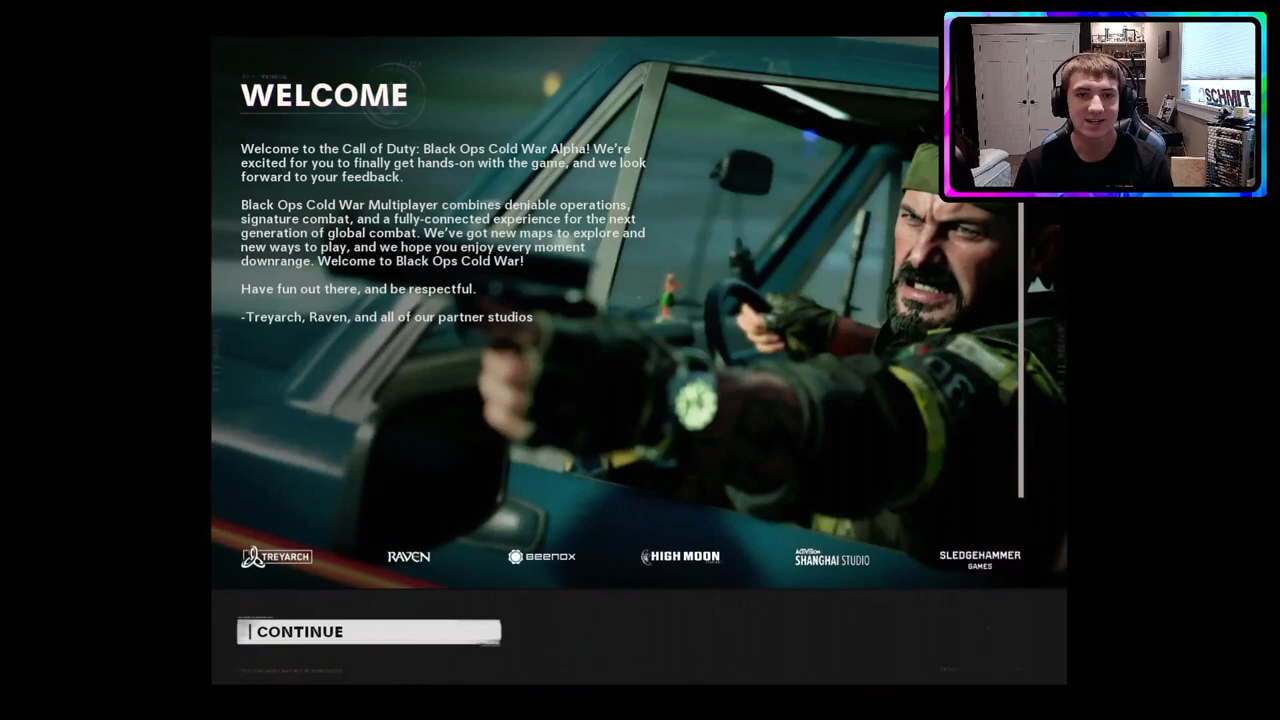 WELCOME
Welcome to the Call of Duty: Black Ops Cold War Alpha! We're
excited for you to finally get hands-on with the game, and we look
forward to your feedback.
Black Ops Cold War Multiplayer combines deniable operations,
signature combat, and a fully-connected experience for the next
generation of global combat. We've got new maps to explore and
new ways to play, and we hope you enjoy every moment
downrange. Welcome to Black Ops Cold War!
Have fun out there, and be respectful.
-Treyarch, Raven, and all of our partner studios
SCHMIT
TREYARCH
RAVEN
BEENOX
HIGH MOON
ACTIVISION
SHANGHAI STUDIO
SLEDGEHAMMER
GAMES
CONTINUE